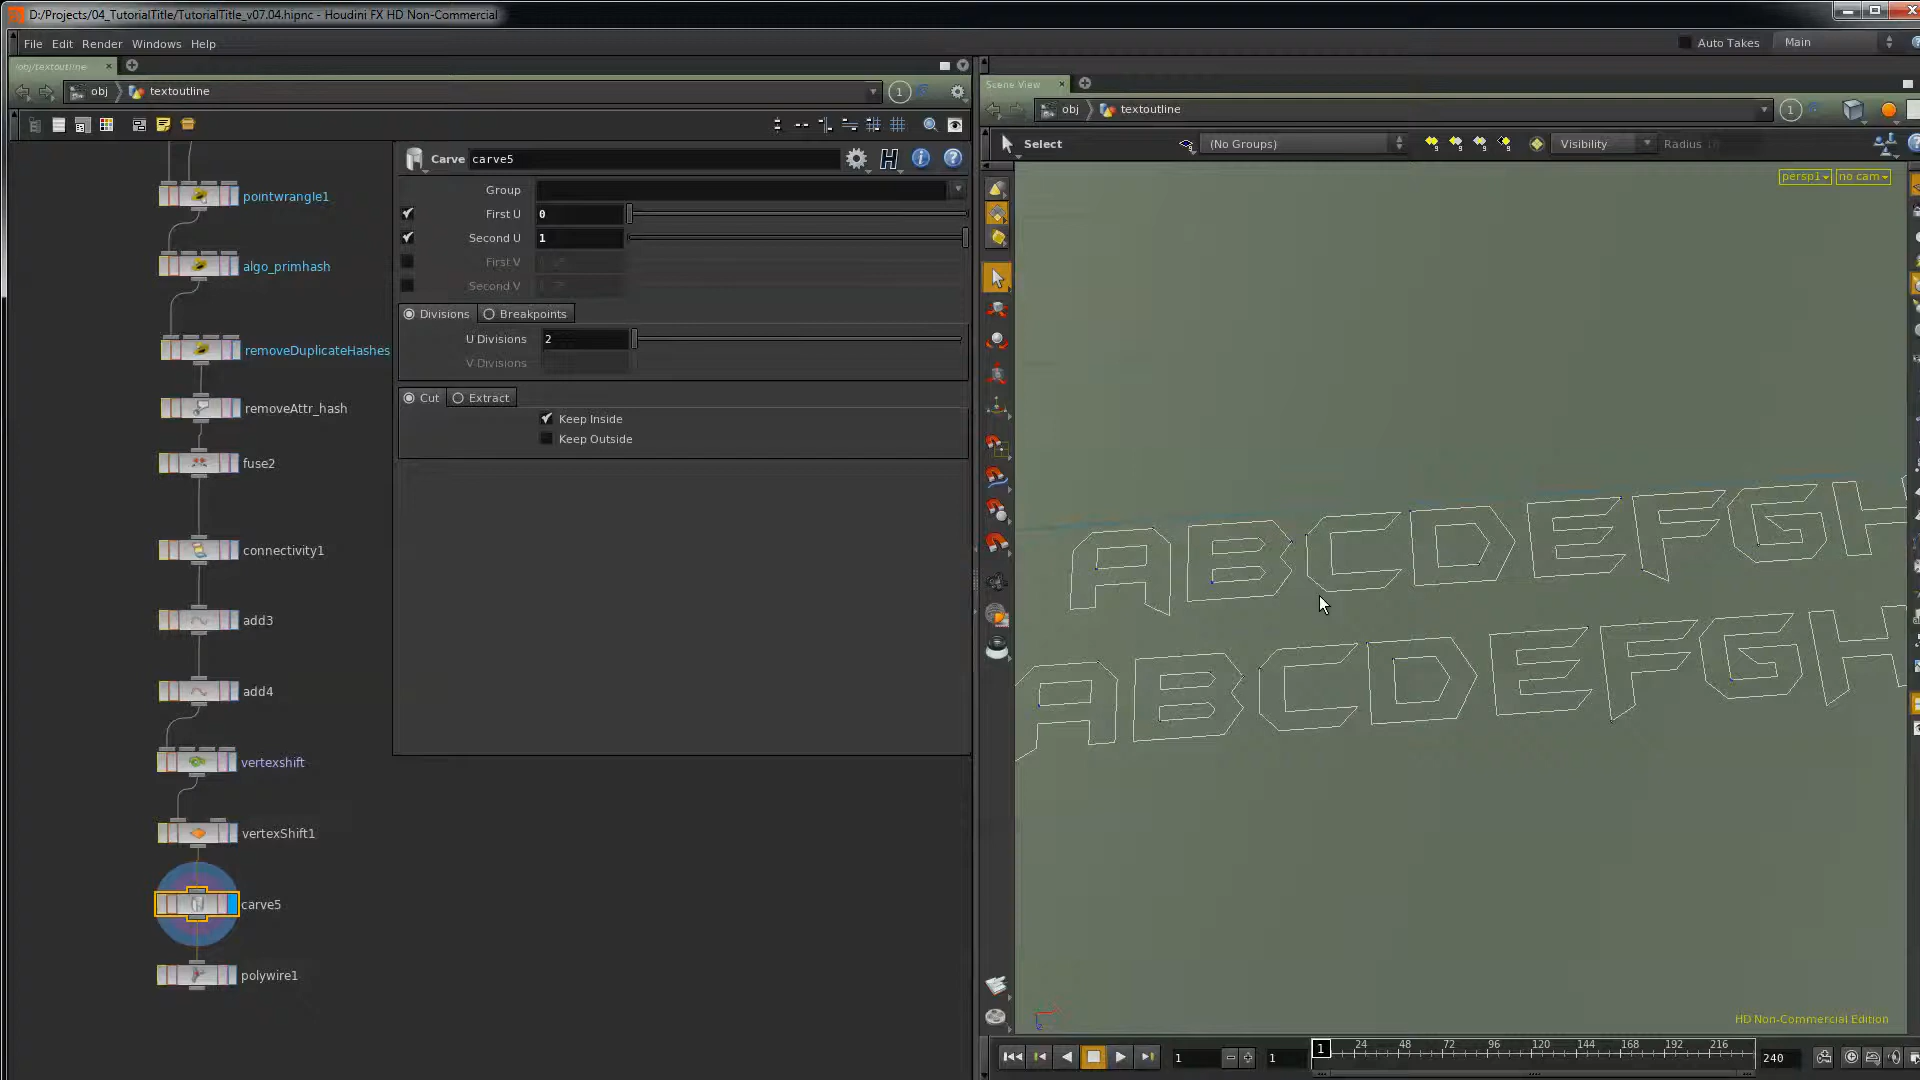 D:/Projects/04_TutorialTitle/TutorialTitle_v07.04.hipnc - Houdini FX HD Non-Commercial
File Edit Render Windows Help
Auto Takes Main
/obj/textoutline
Scene View
obj textoutline 1
obj textoutline 1
Select (No Groups) Visibility Radius
Carve carve5
Group
First U 0
Second U 1
First V
Second V
Divisions Breakpoints
U Divisions 2
V Divisions
Cut Extract
Keep Inside
Keep Outside
pointwrangle1
algo_primhash
removeDuplicateHashes
removeAttr_hash
fuse2
connectivity1
add3
add4
vertexshift
vertexShift1
carve5
polywire1
persp1 no cam
ABCDEFGH
ABCDEFGH
HD Non-Commercial Edition
1 1 1 24 48 72 96 120 144 168 192 216 240